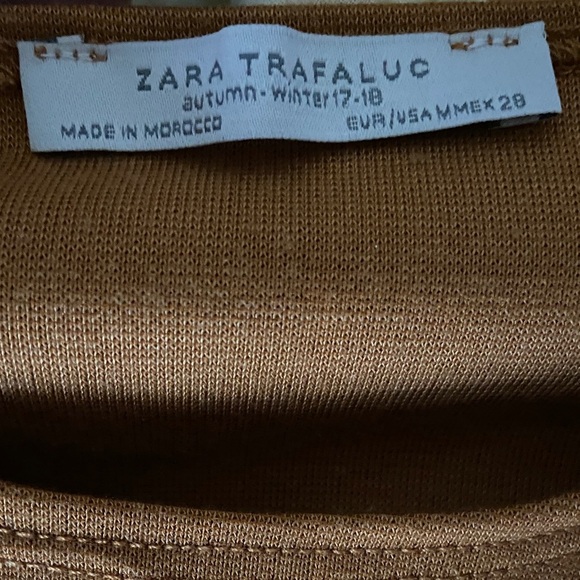 ZARA TRAFALUC
autumn-winter 17-18
MADE IN MOROCCO EUR/USA M MEX 28